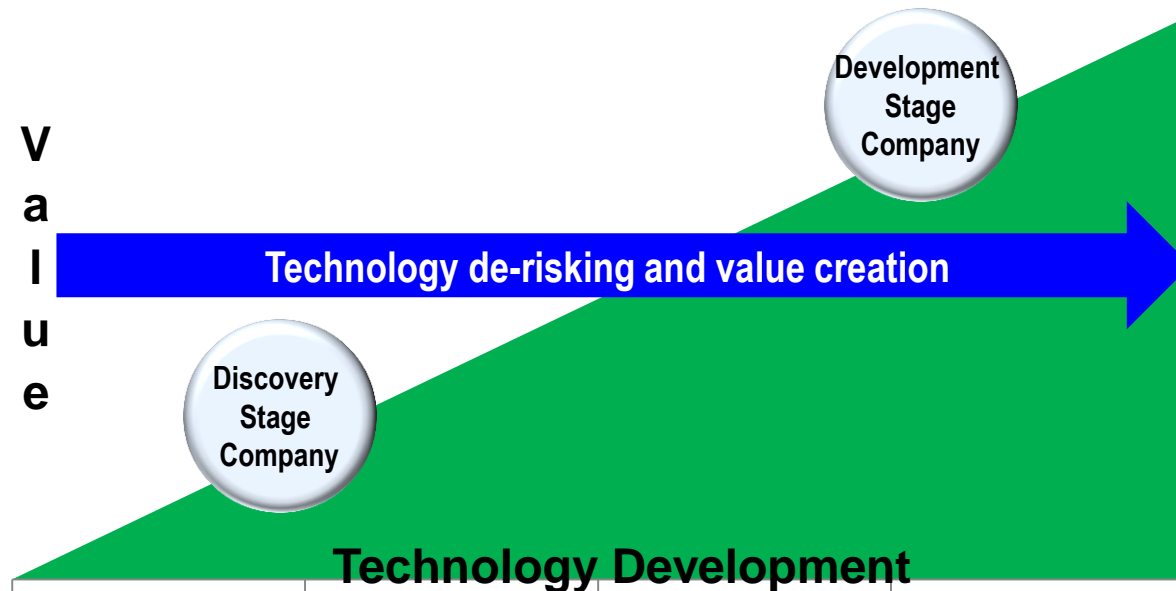 Development
Stage
Company
V
a
l
u
e
Technology de-risking and value creation
Discovery
Stage
Company
Technology Development